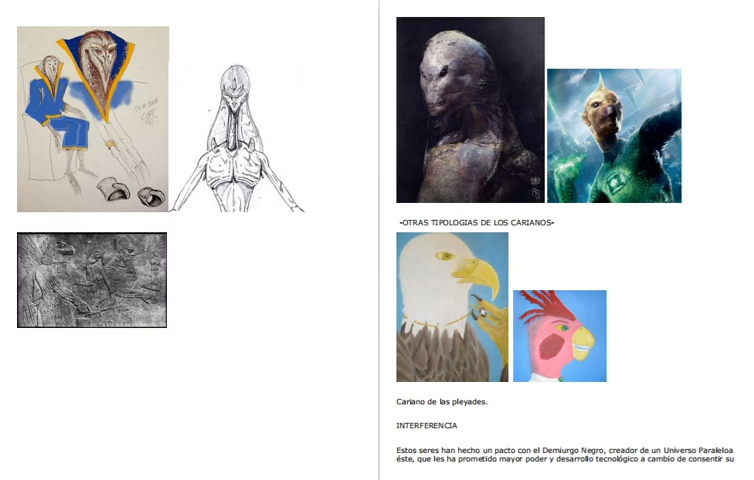 -OTRAS TIPOLOGIAS DE LOS CARIANOS-
Cariano de las pleyades.
INTERFERENCIA
Estos seres han hecho un pacto con el Demiurgo Negro, creador de un Universo Paraleloa
éste, que les ha prometido mayor poder y desarrollo tecnológico a cambio de consentir su